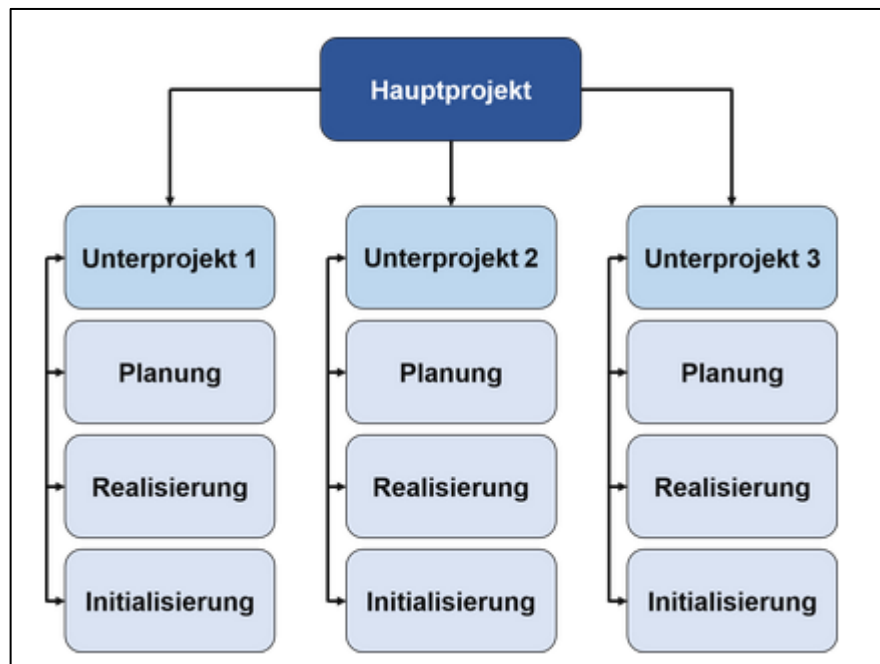 Hauptprojekt
Unterprojekt 1
Unterprojekt 2
Unterprojekt 3
Planung
Planung
Planung
Realisierung
Realisierung
Realisierung
Initialisierung
Initialisierung
Initialisierung